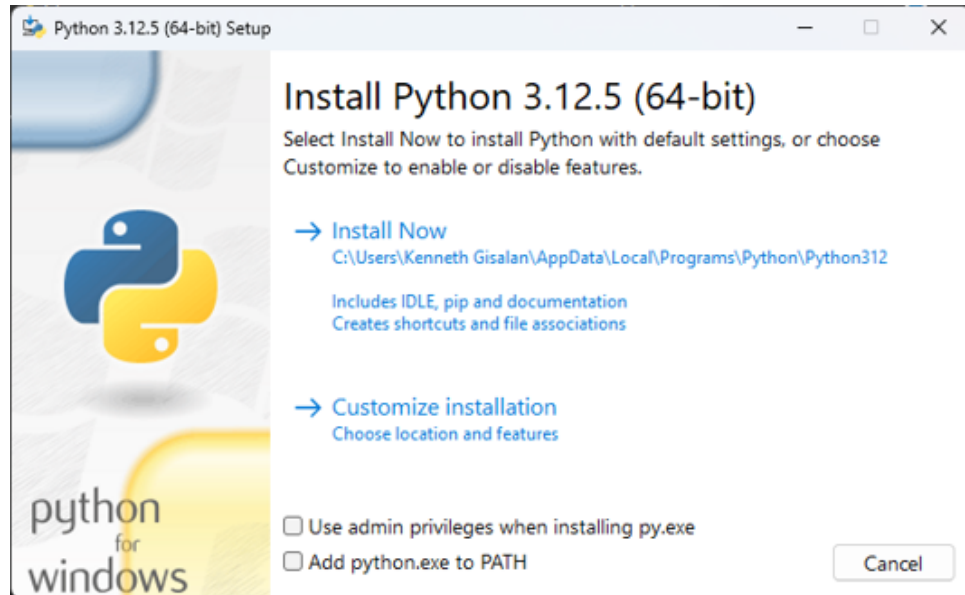 Python 3.12.5 (64-bit) Setup
Install Python 3.12.5 (64-bit)
Select Install Now to install Python with default settings, or choose
Customize to enable or disable features.
Install Now
C:\Users\Kenneth Gisalan\AppData\Local\Programs\Python\Python312
Includes IDLE, pip and documentation
Creates shortcuts and file associations
Customize installation
Choose location and features
python
for
windows
Use admin privileges when installing py.exe
Add python.exe to PATH
Cancel